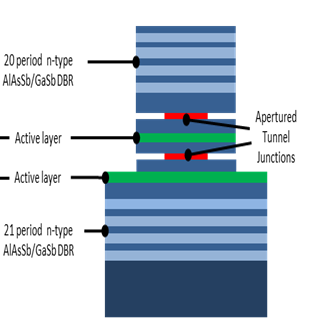 20 period n-type
AlAsSb/GaSb DBR
Apertured
Tunnel
Junctions
Active layer
Active layer
21 period n-type
AlAsSb/GaSb DBR